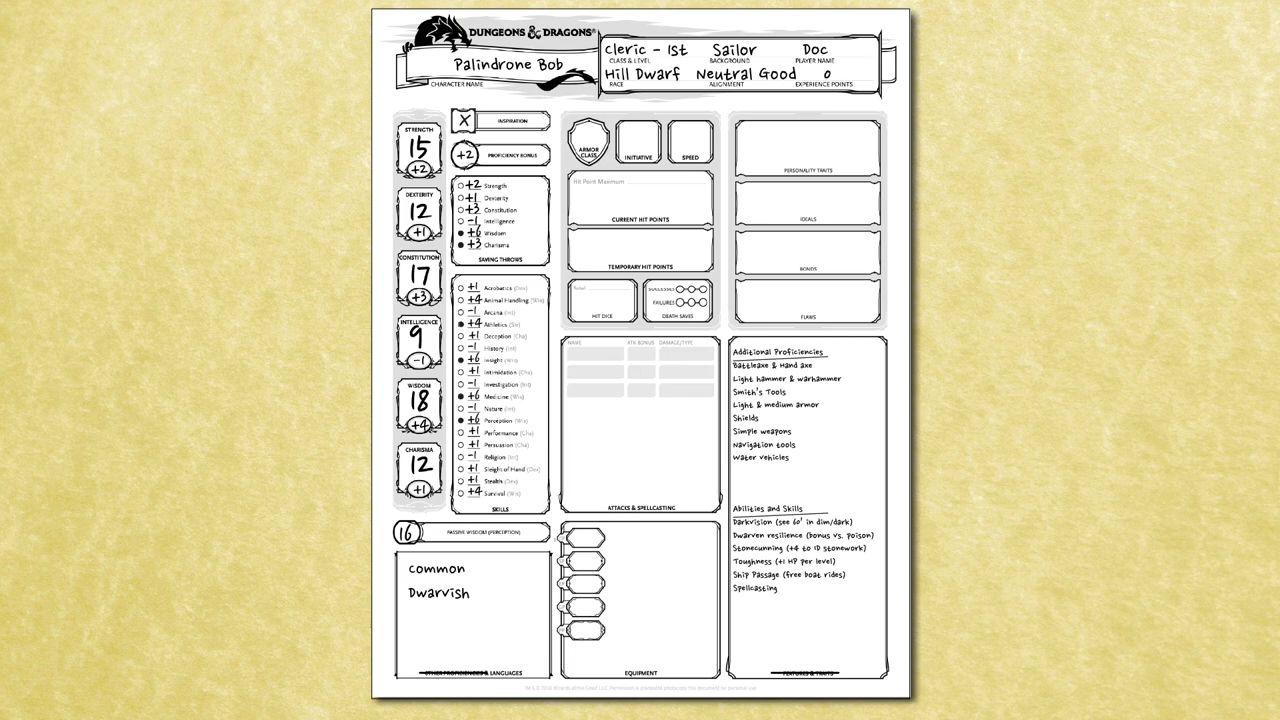 DUNGEONS & DRAGONS®
Palindrone Bob
CHARACTER NAME
Cleric - 1st Sailor Doc
CLASS & LEVEL BACKGROUND PLAYER NAME
Hill Dwarf Neutral Good 0
RACE ALIGNMENT EXPERIENCE POINTS
STRENGTH
15
+2
DEXTERITY
12
+1
CONSTITUTION
17
+3
INTELLIGENCE
9
-1
WISDOM
18
+4
CHARISMA
12
+1
X INSPIRATION
+2 PROFICIENCY BONUS
+2 Strength
+1 Dexterity
+3 Constitution
-1 Intelligence
+6 Wisdom
+3 Charisma
SAVING THROWS
+1 Acrobatics (Dex)
+4 Animal Handling (Wis)
-1 Arcana (Int)
+4 Athletics (Str)
+1 Deception (Cha)
-1 History (Int)
+6 Insight (Wis)
+1 Intimidation (Cha)
-1 Investigation (Int)
+6 Medicine (Wis)
-1 Nature (Int)
+6 Perception (Wis)
+1 Performance (Cha)
+1 Persuasion (Cha)
-1 Religion (Int)
+1 Sleight of Hand (Dex)
+1 Stealth (Dex)
+4 Survival (Wis)
SKILLS
16 PASSIVE WISDOM (PERCEPTION)
Common
Dwarvish
OTHER PROFICIENCIES & LANGUAGES
ARMOR CLASS
INITIATIVE
SPEED
Hit Point Maximum
CURRENT HIT POINTS
TEMPORARY HIT POINTS
Total
HIT DICE
SUCCESSES
FAILURES
DEATH SAVES
NAME ATK BONUS DAMAGE/TYPE
ATTACKS & SPELLCASTING
EQUIPMENT
PERSONALITY TRAITS
IDEALS
BONDS
FLAWS
Additional Proficiencies
Battleaxe & Hand axe
Light hammer & warhammer
Smith's Tools
Light & medium armor
Shields
Simple weapons
Navigation tools
Water vehicles
Abilities and Skills
Darkvision (see 60' in dim/dark)
Dwarven resilience (bonus vs. poison)
Stonecunning (+4 to ID stonework)
Toughness (+1 HP per level)
Ship Passage (free boat rides)
Spellcasting
FEATURES & TRAITS